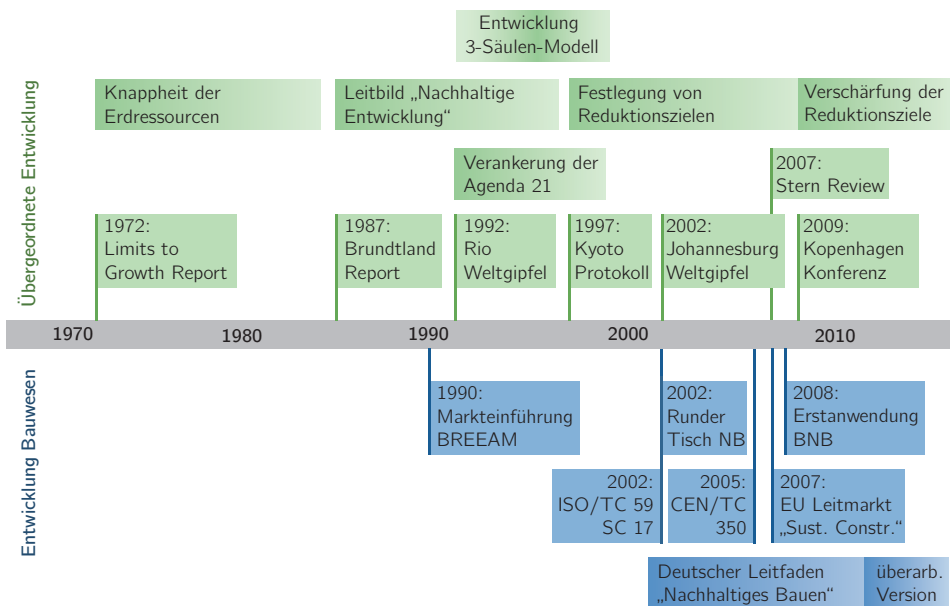 Entwicklung
3-Säulen-Modell
Übergeordnete Entwicklung
Knappheit der
Erdressourcen
Leitbild „Nachhaltige
Entwicklung“
Festlegung von
Reduktionszielen
Verschärfung der
Reduktionsziele
Verankerung der
Agenda 21
2007:
Stern Review
1972:
Limits to
Growth Report
1987:
Brundtland
Report
1992:
Rio
Weltgipfel
1997:
Kyoto
Protokoll
2002:
Johannesburg
Weltgipfel
2009:
Kopenhagen
Konferenz
1970
1980
1990
2000
2010
Entwicklung Bauwesen
1990:
Markteinführung
BREEAM
2002:
Runder
Tisch NB
2008:
Erstanwendung
BNB
2002:
ISO/TC 59
SC 17
2005:
CEN/TC
350
2007:
EU Leitmarkt
„Sust. Constr.“
Deutscher Leitfaden
„Nachhaltiges Bauen“
überarb.
Version